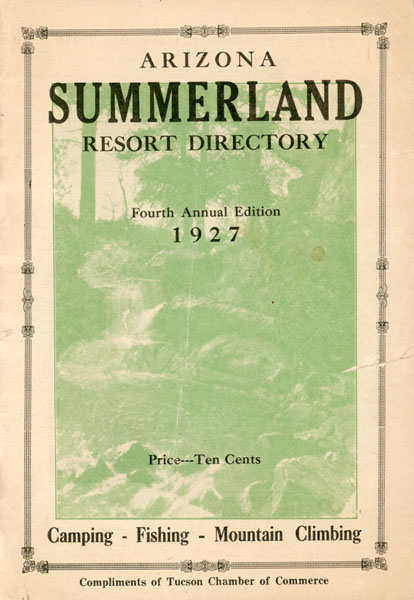 ARIZONA
SUMMERLAND
RESORT DIRECTORY
Fourth Annual Edition
1927
Price---Ten Cents
Camping - Fishing - Mountain Climbing
Compliments of Tucson Chamber of Commerce